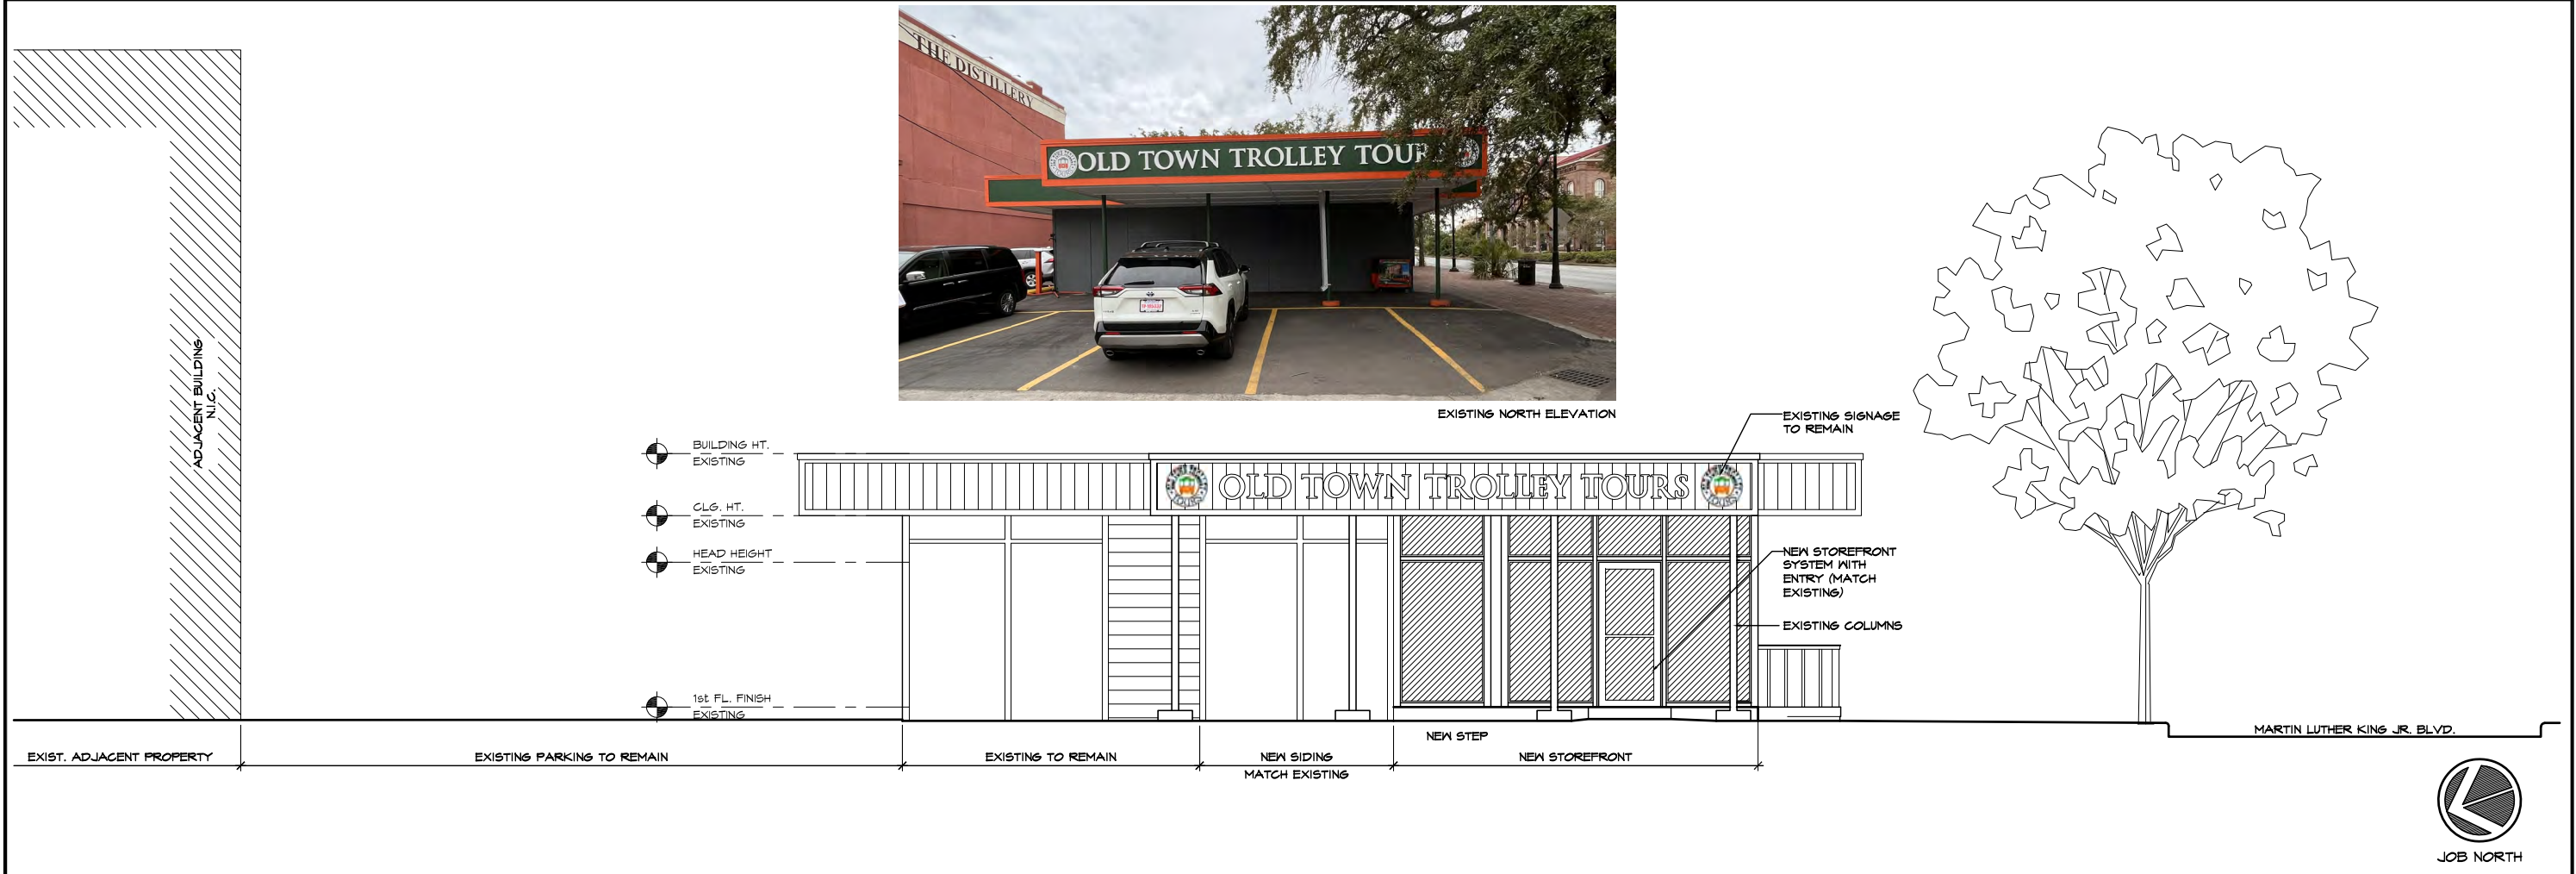 THE DISTILLERY
OLD TOWN TROLLEY TOURS
EXISTING NORTH ELEVATION
ADJACENT BUILDING
N.I.C.
BUILDING HT.
EXISTING
CLG. HT.
EXISTING
HEAD HEIGHT
EXISTING
1st FL. FINISH
EXISTING
OLD TOWN TROLLEY TOURS
TOURS
TOURS
EXISTING SIGNAGE
TO REMAIN
NEW STOREFRONT
SYSTEM WITH
ENTRY (MATCH
EXISTING)
EXISTING COLUMNS
MARTIN LUTHER KING JR. BLVD.
NEW STEP
EXIST. ADJACENT PROPERTY
EXISTING PARKING TO REMAIN
EXISTING TO REMAIN
NEW SIDING
MATCH EXISTING
NEW STOREFRONT
JOB NORTH